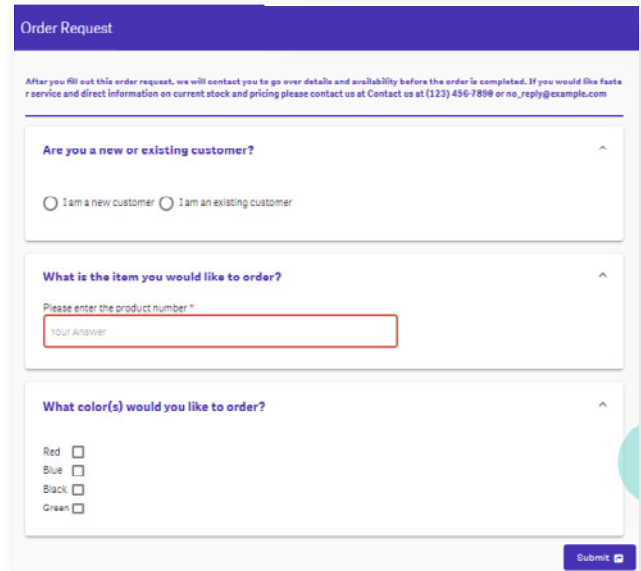 Order Request
After you fill out this order request, we will contact you to go over details and availability before the order is completed. If you would like faste
r service and direct information on current stock and pricing please contact us at Contact us at (123) 456-7890 or no_reply@example.com
Are you a new or existing customer?
I am a new customer I am an existing customer
What is the item you would like to order?
Please enter the product number *
Your Answer
What color(s) would you like to order?
Red
Blue
Black
Green
Submit